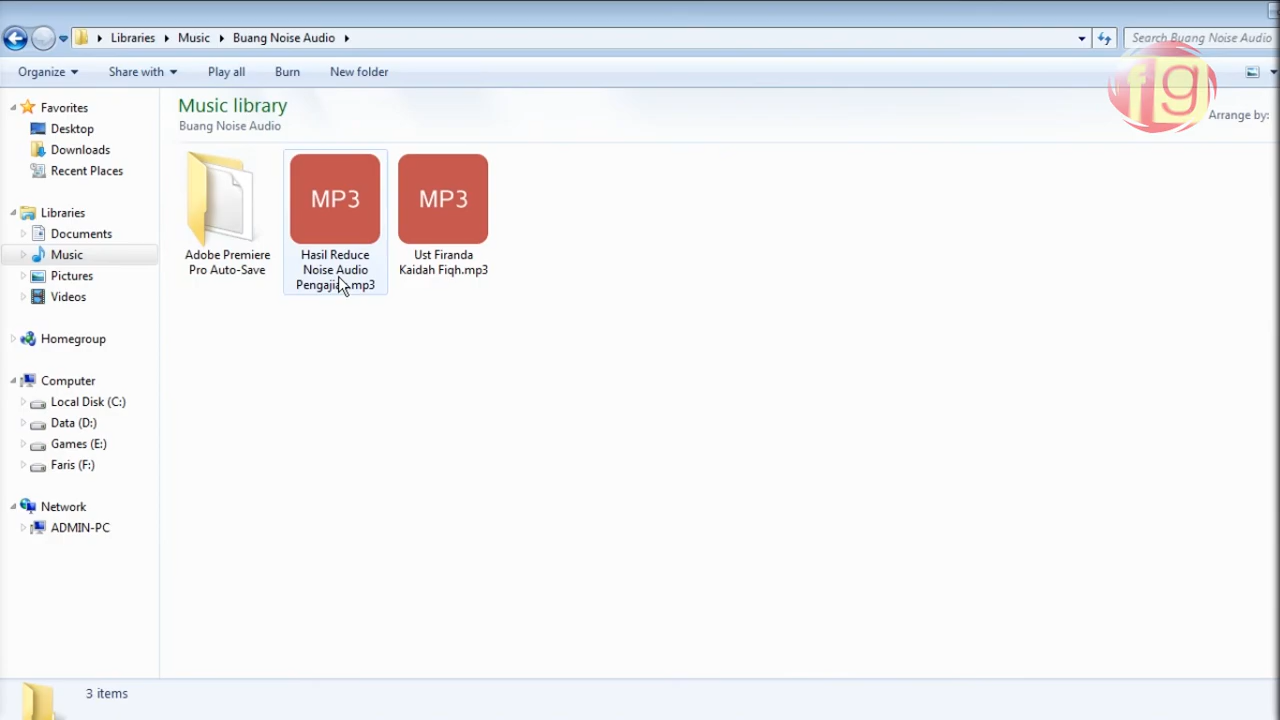 Libraries Music Buang Noise Audio
Search Buang Noise Audio
Organize Share with Play all Burn New folder
fg
Favorites
Desktop
Downloads
Recent Places
Libraries
Documents
Music
Pictures
Videos
Homegroup
Computer
Local Disk (C:)
Data (D:)
Games (E:)
Faris (F:)
Network
ADMIN-PC
Music library
Buang Noise Audio
Arrange by:
Adobe Premiere
Pro Auto-Save
MP3
Hasil Reduce
Noise Audio
Pengajian.mp3
MP3
Ust Firanda
Kaidah Fiqh.mp3
3 items